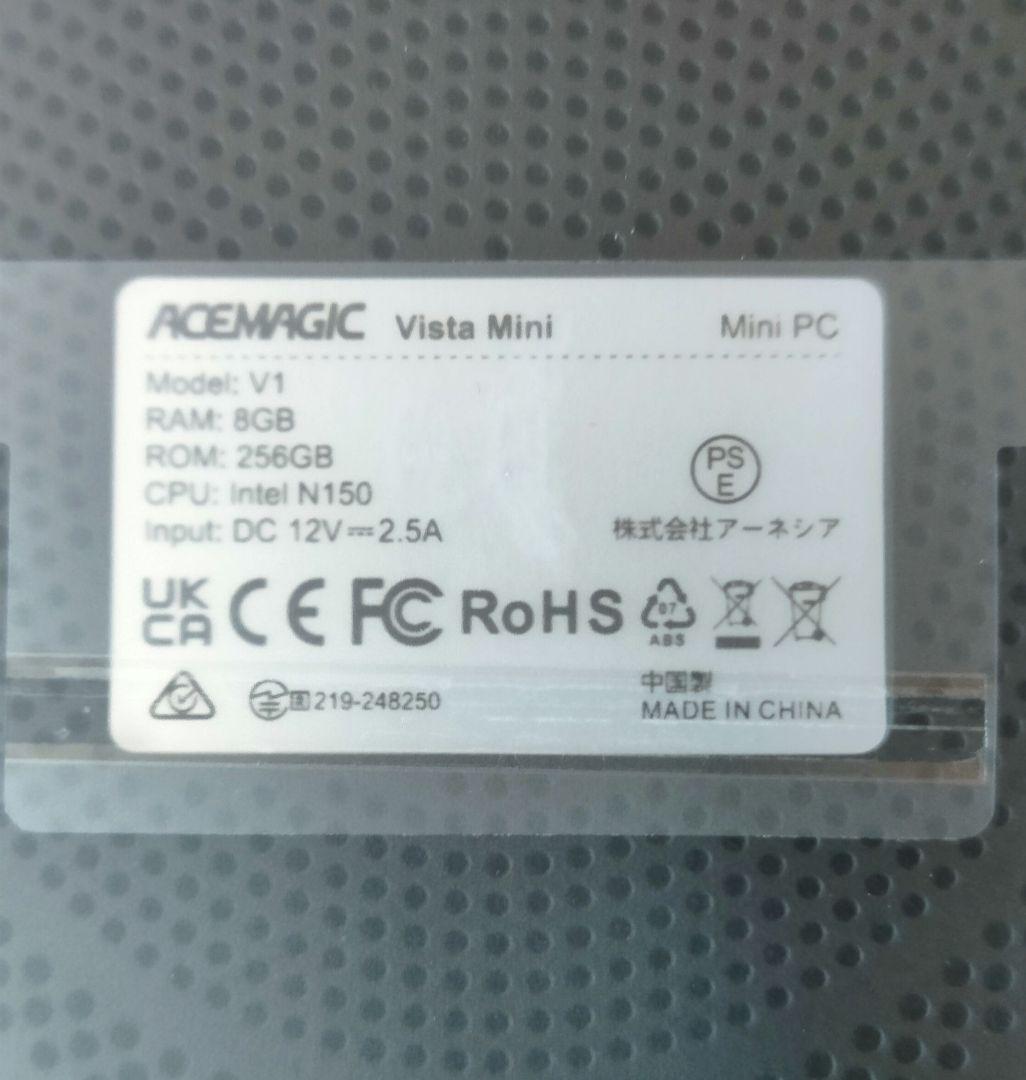 ACEMAGIC Vista Mini Mini PC
Model: V1
RAM: 8GB
ROM: 256GB
CPU: Intel N150
Input: DC 12V⎓2.5A
PS
E
株式会社アーネシア
UK
CA CE FC RoHS 07
ABS
R 219-248250
中国製
MADE IN CHINA